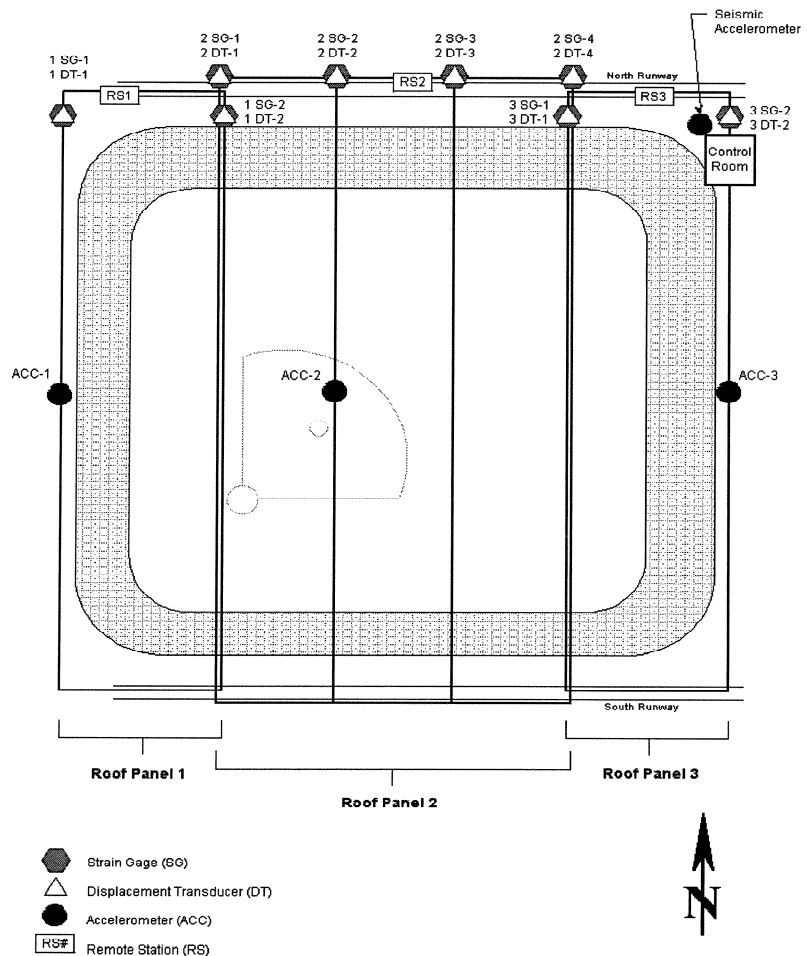 Seismic
Accelerometer
1 SG-1
1 DT-1
2 SG-1
2 DT-1
2 SG-2
2 DT-2
2 SG-3
2 DT-3
2 SG-4
2 DT-4
North Runway
RS1
RS2
RS3
1 SG-2
1 DT-2
3 SG-1
3 DT-1
3 SG-2
3 DT-2
Control
Room
ACC-1
ACC-2
ACC-3
South Runway
Roof Panel 1
Roof Panel 2
Roof Panel 3
Strain Gage (SG)
Displacement Transducer (DT)
Accelerometer (ACC)
RS#
Remote Station (RS)
N